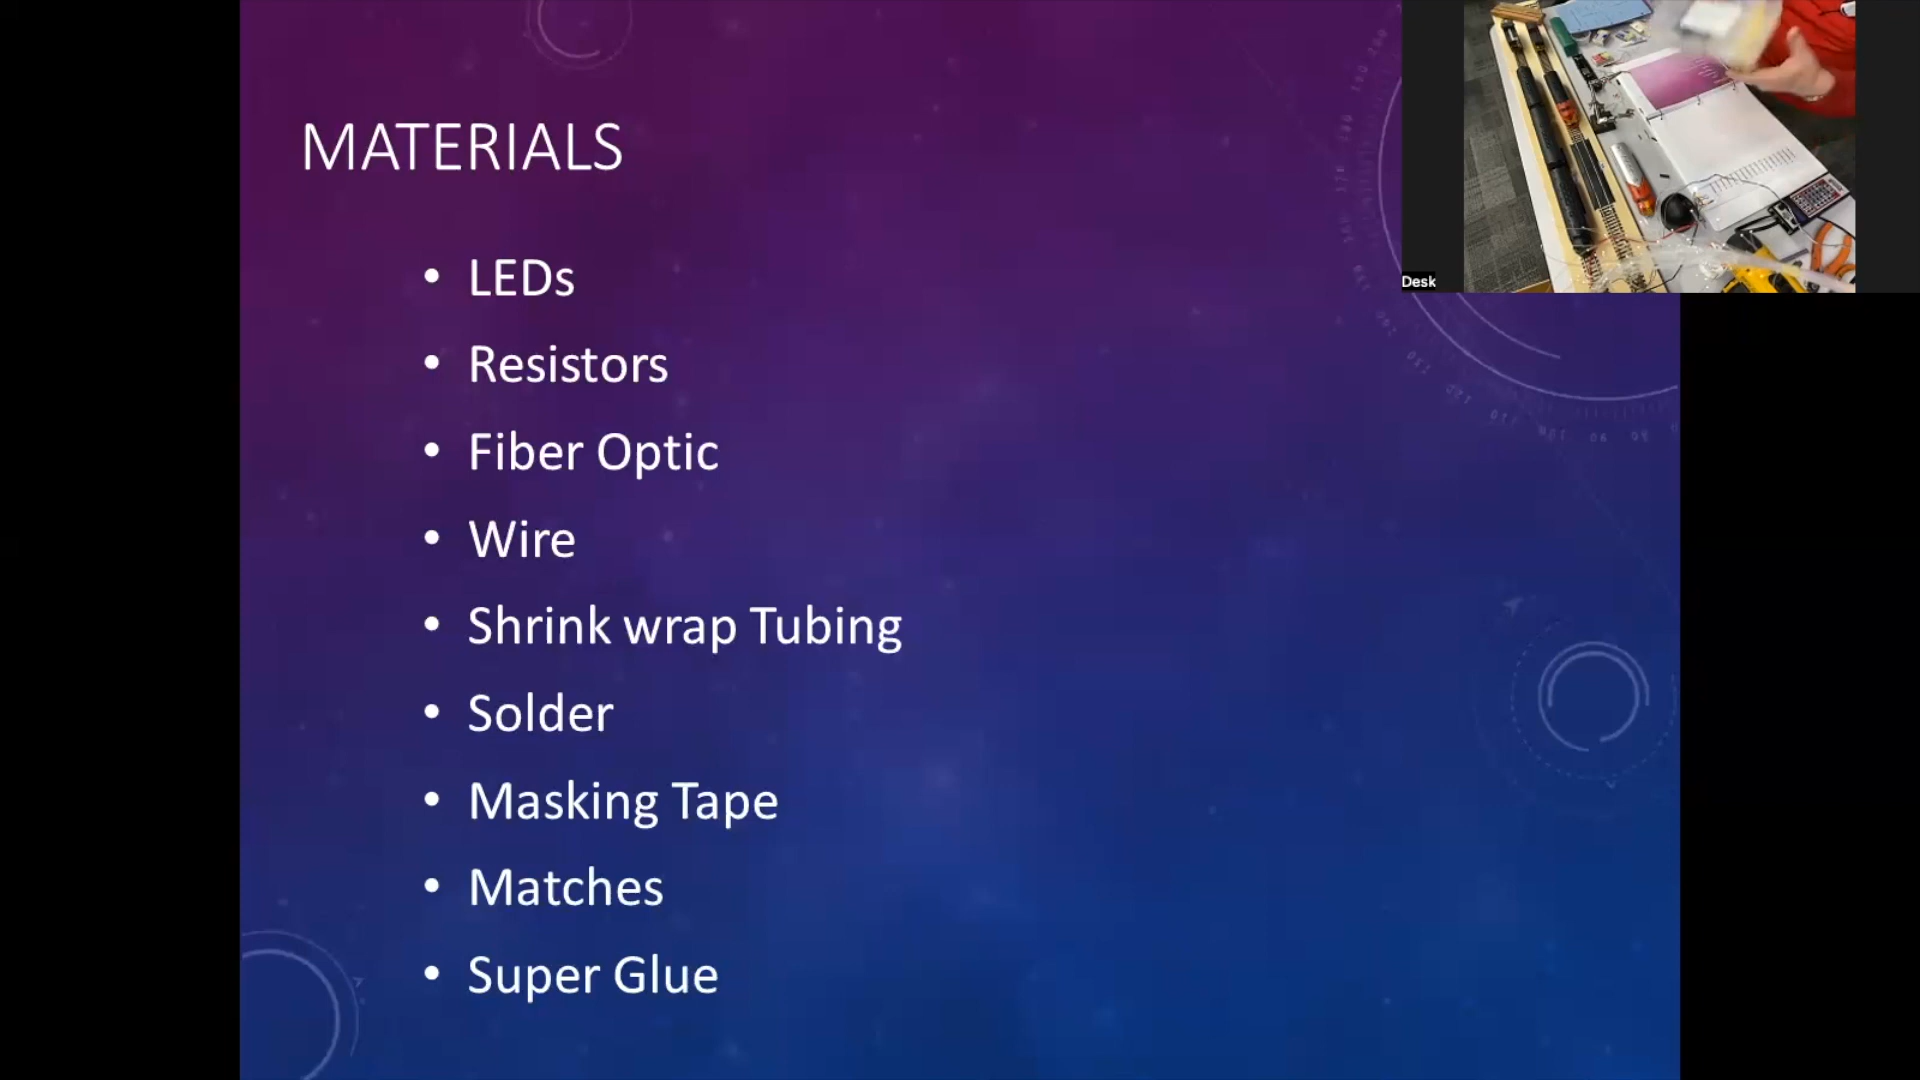 MATERIALS
• LEDs
• Resistors
• Fiber Optic
• Wire
• Shrink wrap Tubing
• Solder
• Masking Tape
• Matches
• Super Glue
Desk